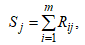 S_j = \sum_{i=1}^{m} R_{ij},